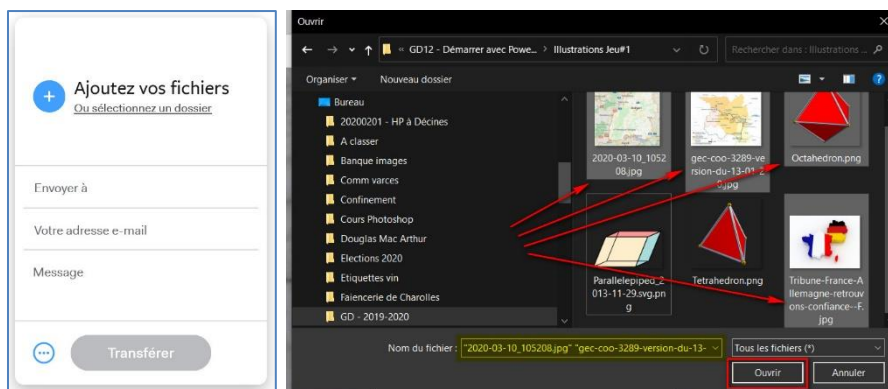 Ajoutez vos fichiers
Ou sélectionnez un dossier
Envoyer à
Votre adresse e-mail
Message
Transférer
Ouvrir
« GD12 - Démarrer avec Powe... > Illustrations Jeu#1
Rechercher dans : Illustrations ...
Organiser
Nouveau dossier
Bureau
20200201 - HP à Décines
A classer
Banque images
Comm varces
Confinement
Cours Photoshop
Douglas Mac Arthur
Elections 2020
Etiquettes vin
Faiencerie de Charolles
GD - 2019-2020
2020-03-10_1052
08.jpg
gec-coo-3289-ve
rsion-du-13-01-2
0.jpg
Octahedron.png
Parallelepiped_2
013-11-29.svg.pn
g
Tetrahedron.png
Tribune-France-A
llemagne-retrouv
ons-confiance--F.
jpg
Nom du fichier : "2020-03-10_105208.jpg" "gec-coo-3289-version-du-13-
Tous les fichiers (*)
Ouvrir
Annuler